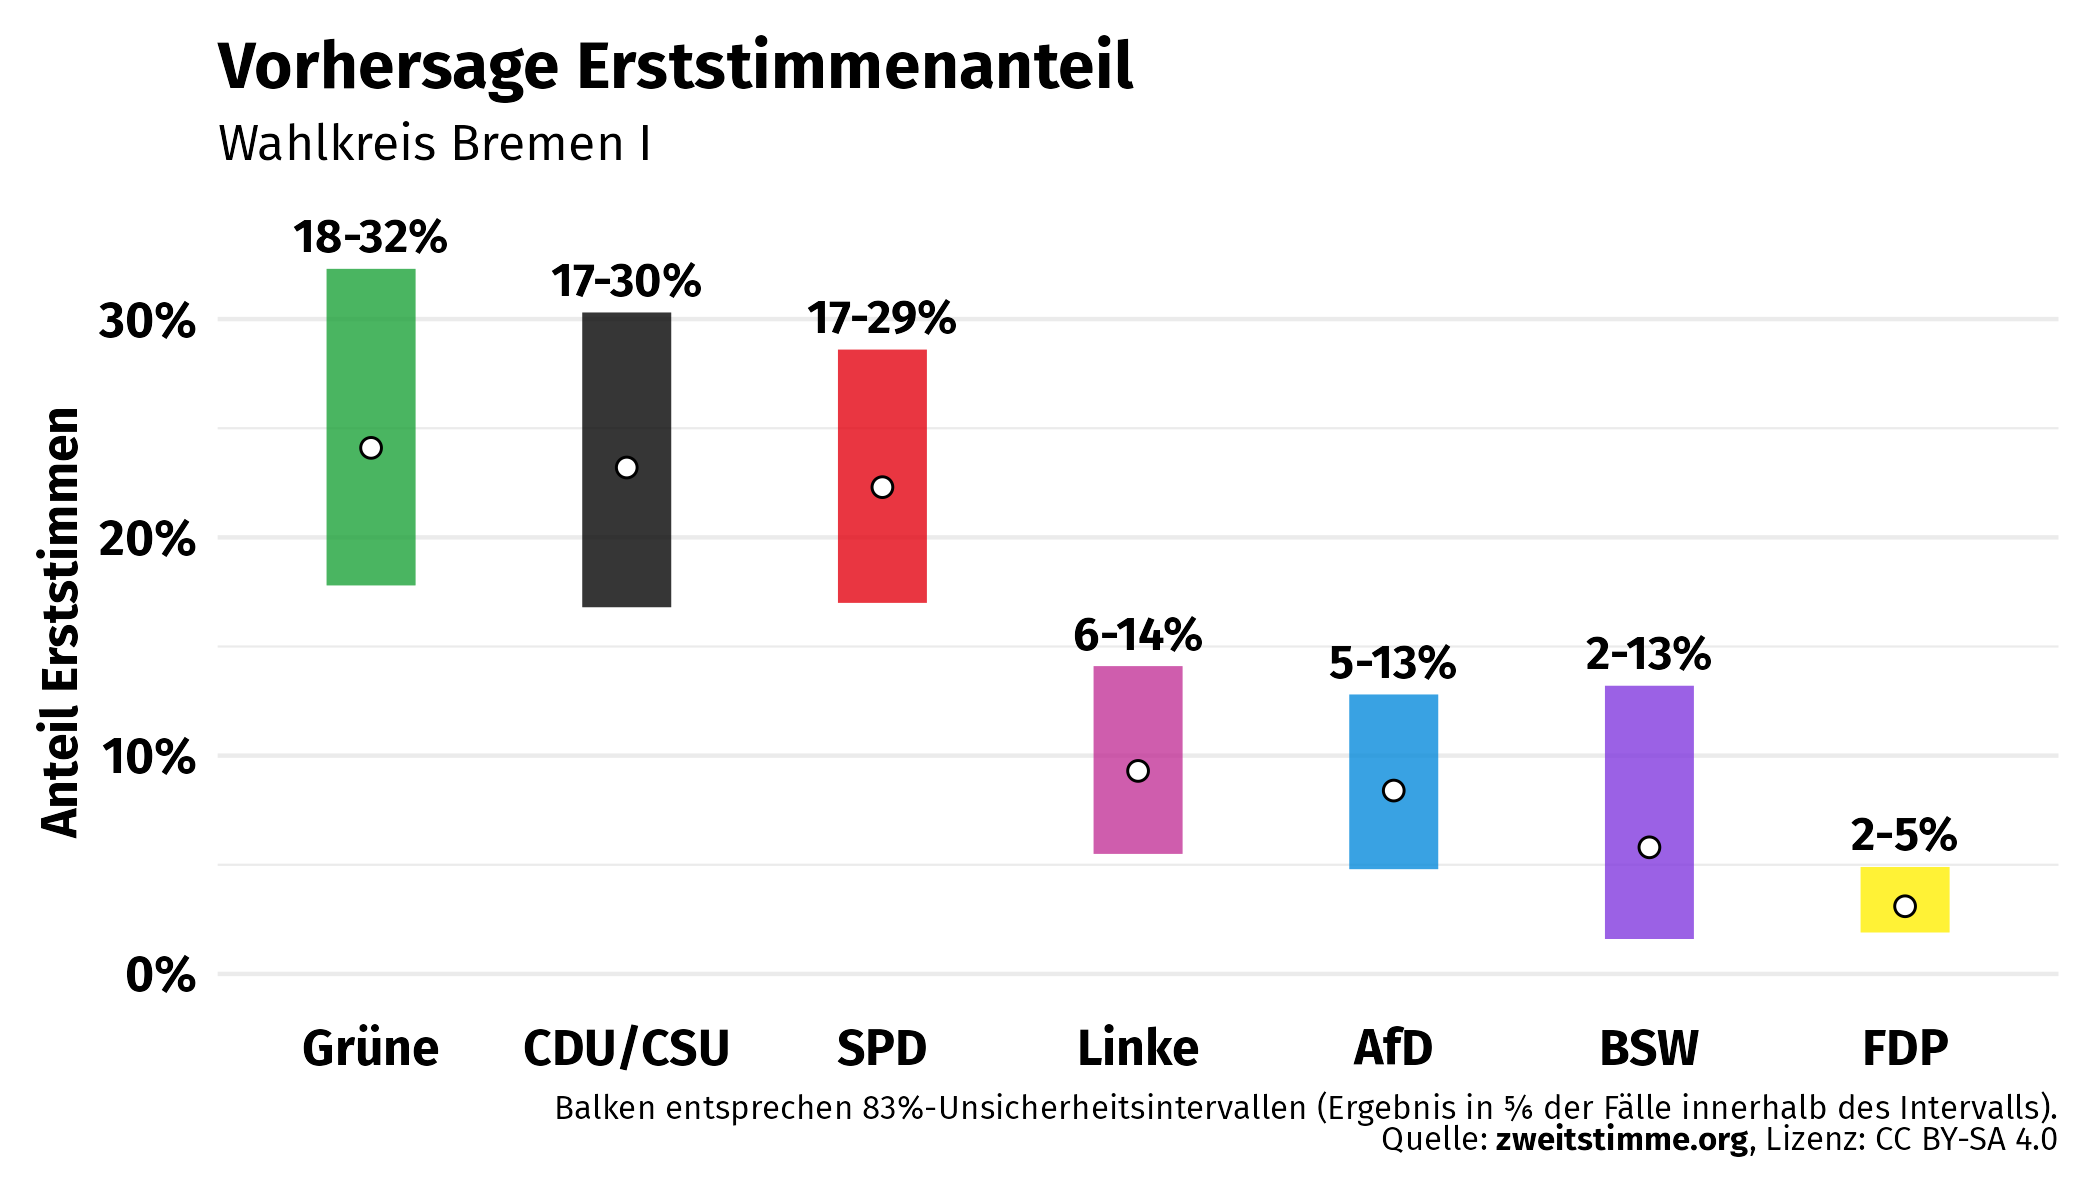 Vorhersage Erststimmenanteil
Wahlkreis Bremen I
18-32%
17-30%
17-29%
6-14%
5-13%
2-13%
2-5%
30%
20%
10%
0%
Anteil Erststimmen
Grüne
CDU/CSU
SPD
Linke
AfD
BSW
FDP
Balken entsprechen 83%-Unsicherheitsintervallen (Ergebnis in ⅚ der Fälle innerhalb des Intervalls).
Quelle: zweitstimme.org, Lizenz: CC BY-SA 4.0